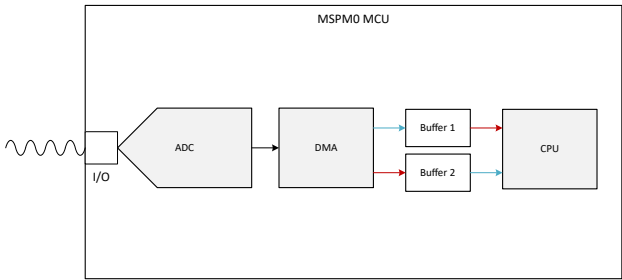 MSPM0 MCU
I/O
ADC
DMA
Buffer 1
Buffer 2
CPU